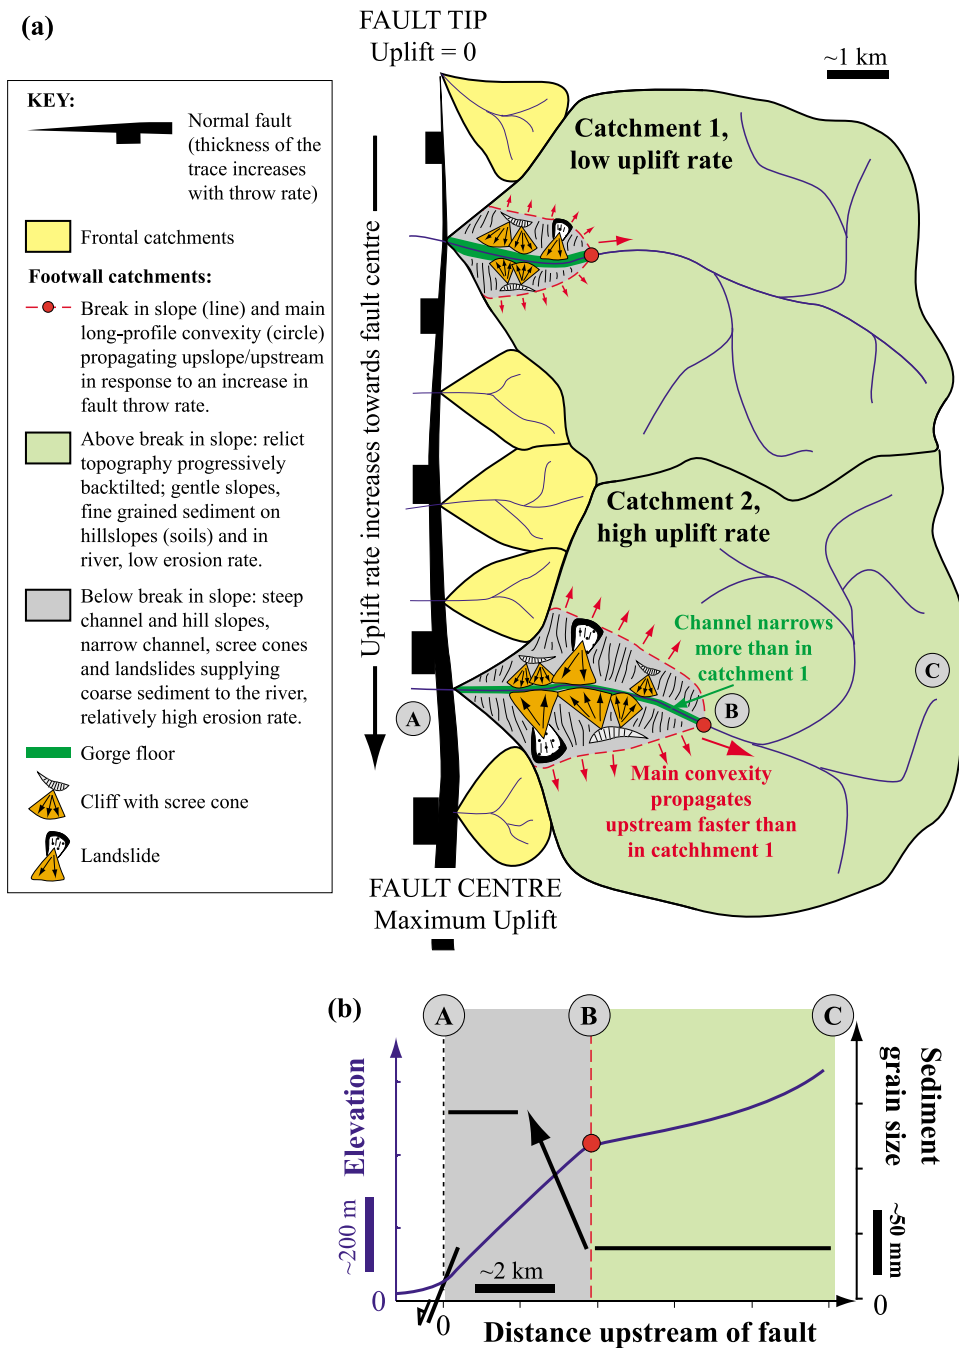 (a)
FAULT TIP
Uplift = 0
~1 km
KEY:
Normal fault
(thickness of the
trace increases
with throw rate)
Frontal catchments
Footwall catchments:
Break in slope (line) and main
long-profile convexity (circle)
propagating upslope/upstream
in response to an increase in
fault throw rate.
Above break in slope: relict
topography progressively
backtilted; gentle slopes,
fine grained sediment on
hillslopes (soils) and in
river, low erosion rate.
Below break in slope: steep
channel and hill slopes,
narrow channel, scree cones
and landslides supplying
coarse sediment to the river,
relatively high erosion rate.
Gorge floor
Cliff with scree cone
Landslide
Uplift rate increases towards fault centre
Catchment 1,
low uplift rate
Catchment 2,
high uplift rate
Channel narrows
more than in
catchment 1
A
B
C
Main convexity
propagates
upstream faster than
in catchhment 1
FAULT CENTRE
Maximum Uplift
(b)
A
B
C
Elevation
~200 m
0
~2 km
0
Distance upstream of fault
Sediment
grain size
~50 mm
0